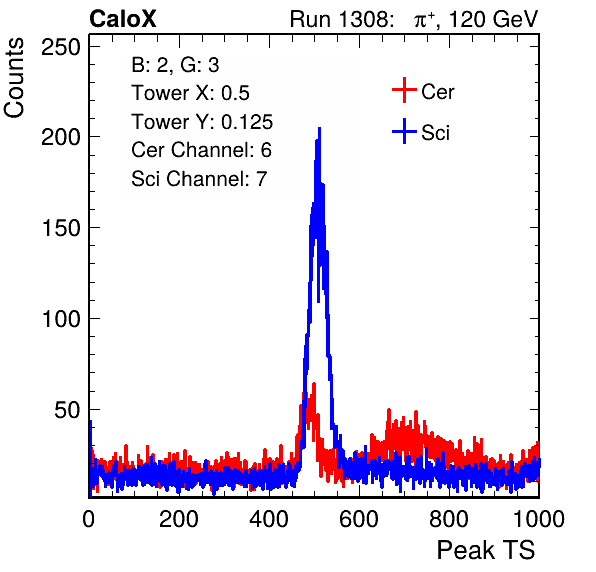 CaloX Run 1308: π⁺, 120 GeV
Counts
250
200
150
100
50
B: 2, G: 3
Tower X: 0.5
Tower Y: 0.125
Cer Channel: 6
Sci Channel: 7
Cer
Sci
0 200 400 600 800 1000
Peak TS